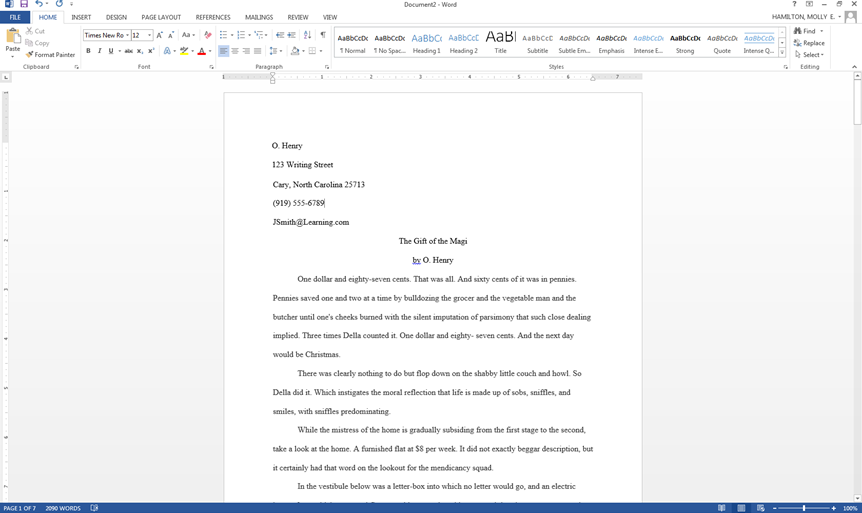 Document2 - Word
FILE HOME INSERT DESIGN PAGE LAYOUT REFERENCES MAILINGS REVIEW VIEW
HAMILTON, MOLLY E.
Cut
Copy
Format Painter
Paste
Clipboard
Times New Ro 12
B I U abc x₂ x²
Font
Paragraph
AaBbCcDc AaBbCcDc AaBbCc AaBbCcC AaBl AaBbCcC AaBbCcDc AaBbCcDc AaBbCcDc AaBbCcDc AaBbCcDc AaBbCcDc
¶ Normal ¶ No Spac... Heading 1 Heading 2 Title Subtitle Subtle Em... Emphasis Intense E... Strong Quote Intense Q...
Styles
Find
Replace
Select
Editing
1 1 2 3 4 5 6 7
O. Henry
123 Writing Street
Cary, North Carolina 25713
(919) 555-6789
JSmith@Learning.com
The Gift of the Magi
by O. Henry
One dollar and eighty-seven cents. That was all. And sixty cents of it was in pennies.
Pennies saved one and two at a time by bulldozing the grocer and the vegetable man and the
butcher until one's cheeks burned with the silent imputation of parsimony that such close dealing
implied. Three times Della counted it. One dollar and eighty- seven cents. And the next day
would be Christmas.
There was clearly nothing to do but flop down on the shabby little couch and howl. So
Della did it. Which instigates the moral reflection that life is made up of sobs, sniffles, and
smiles, with sniffles predominating.
While the mistress of the home is gradually subsiding from the first stage to the second,
take a look at the home. A furnished flat at $8 per week. It did not exactly beggar description, but
it certainly had that word on the lookout for the mendicancy squad.
In the vestibule below was a letter-box into which no letter would go, and an electric
PAGE 1 OF 7 2090 WORDS
100%